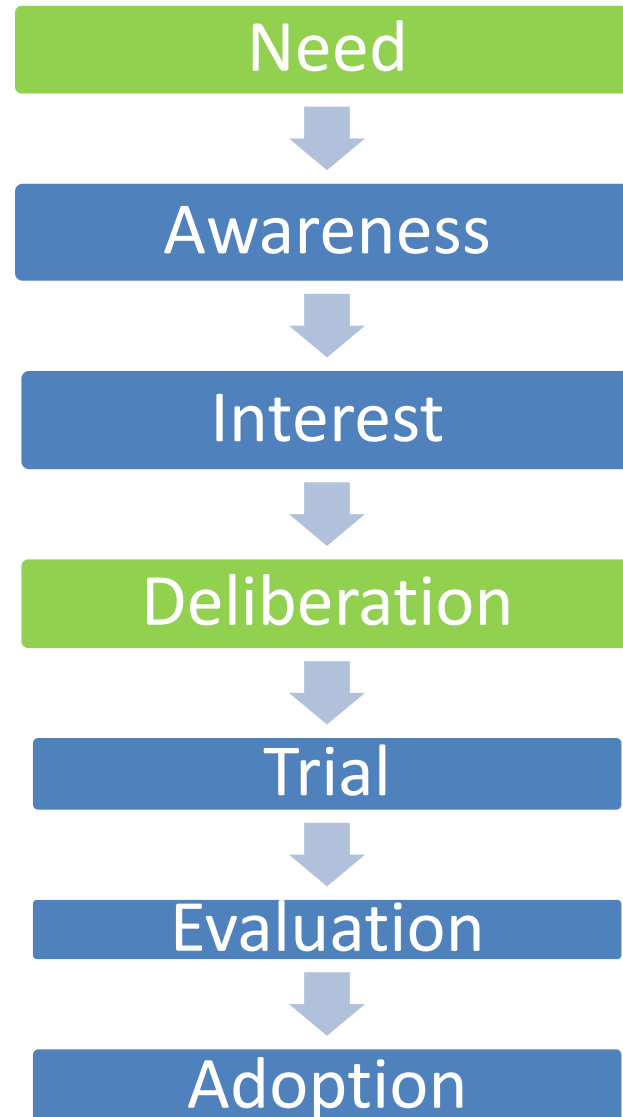 Need
Awareness
Interest
Deliberation
Trial
Evaluation
Adoption